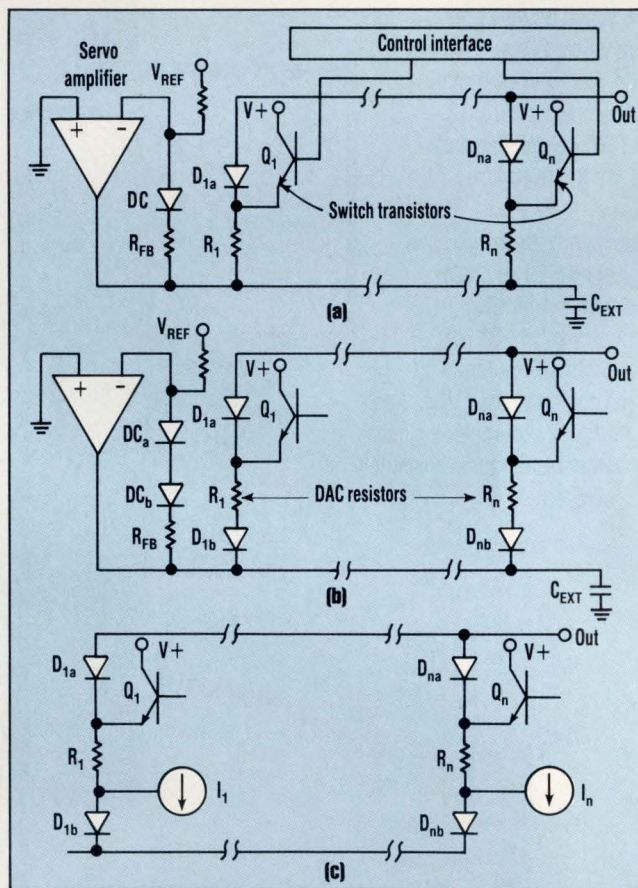 Servo
amplifier
V_REF
Control interface
V+
Q_1
D_1a
R_1
DC
R_FB
Switch transistors
V+
Q_n
D_na
R_n
Out
C_EXT
+
-
(a)
V_REF
V+
Q_1
D_1a
R_1
D_1b
DC_a
DC_b
R_FB
DAC resistors
V+
Q_n
D_na
R_n
D_nb
Out
C_EXT
+
-
(b)
D_1a
V+
Q_1
R_1
I_1
D_1b
D_na
V+
Q_n
R_n
I_n
D_nb
Out
(c)